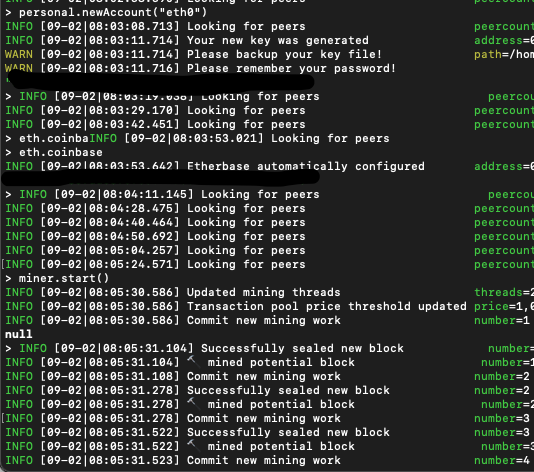 > personal.newAccount("eth0")
INFO [09-02|08:03:08.713] Looking for peers peercount
INFO [09-02|08:03:11.714] Your new key was generated address=0
WARN [09-02|08:03:11.714] Please backup your key file! path=/hom
WARN [09-02|08:03:11.716] Please remember your password!
> INFO [09-02|08:03:19.038] Looking for peers peercou
INFO [09-02|08:03:29.170] Looking for peers peercount
INFO [09-02|08:03:42.451] Looking for peers peercount
> eth.coinbaINFO [09-02|08:03:53.021] Looking for peers
> eth.coinbase
INFO [09-02|08:03:53.642] Etherbase automatically configured address=0
> INFO [09-02|08:04:11.145] Looking for peers peercou
INFO [09-02|08:04:28.475] Looking for peers peercount
INFO [09-02|08:04:40.464] Looking for peers peercount
INFO [09-02|08:04:50.692] Looking for peers peercount
INFO [09-02|08:05:04.257] Looking for peers peercount
INFO [09-02|08:05:24.571] Looking for peers peercount
> miner.start()
INFO [09-02|08:05:30.586] Updated mining threads threads=2
INFO [09-02|08:05:30.586] Transaction pool price threshold updated price=1,0
INFO [09-02|08:05:30.586] Commit new mining work number=1
null
> INFO [09-02|08:05:31.104] Successfully sealed new block number=
INFO [09-02|08:05:31.104] 🔨 mined potential block number=1
INFO [09-02|08:05:31.108] Commit new mining work number=2
INFO [09-02|08:05:31.278] Successfully sealed new block number=2
INFO [09-02|08:05:31.278] 🔨 mined potential block number=2
INFO [09-02|08:05:31.278] Commit new mining work number=3
INFO [09-02|08:05:31.522] Successfully sealed new block number=3
INFO [09-02|08:05:31.522] 🔨 mined potential block number=3
INFO [09-02|08:05:31.523] Commit new mining work number=4